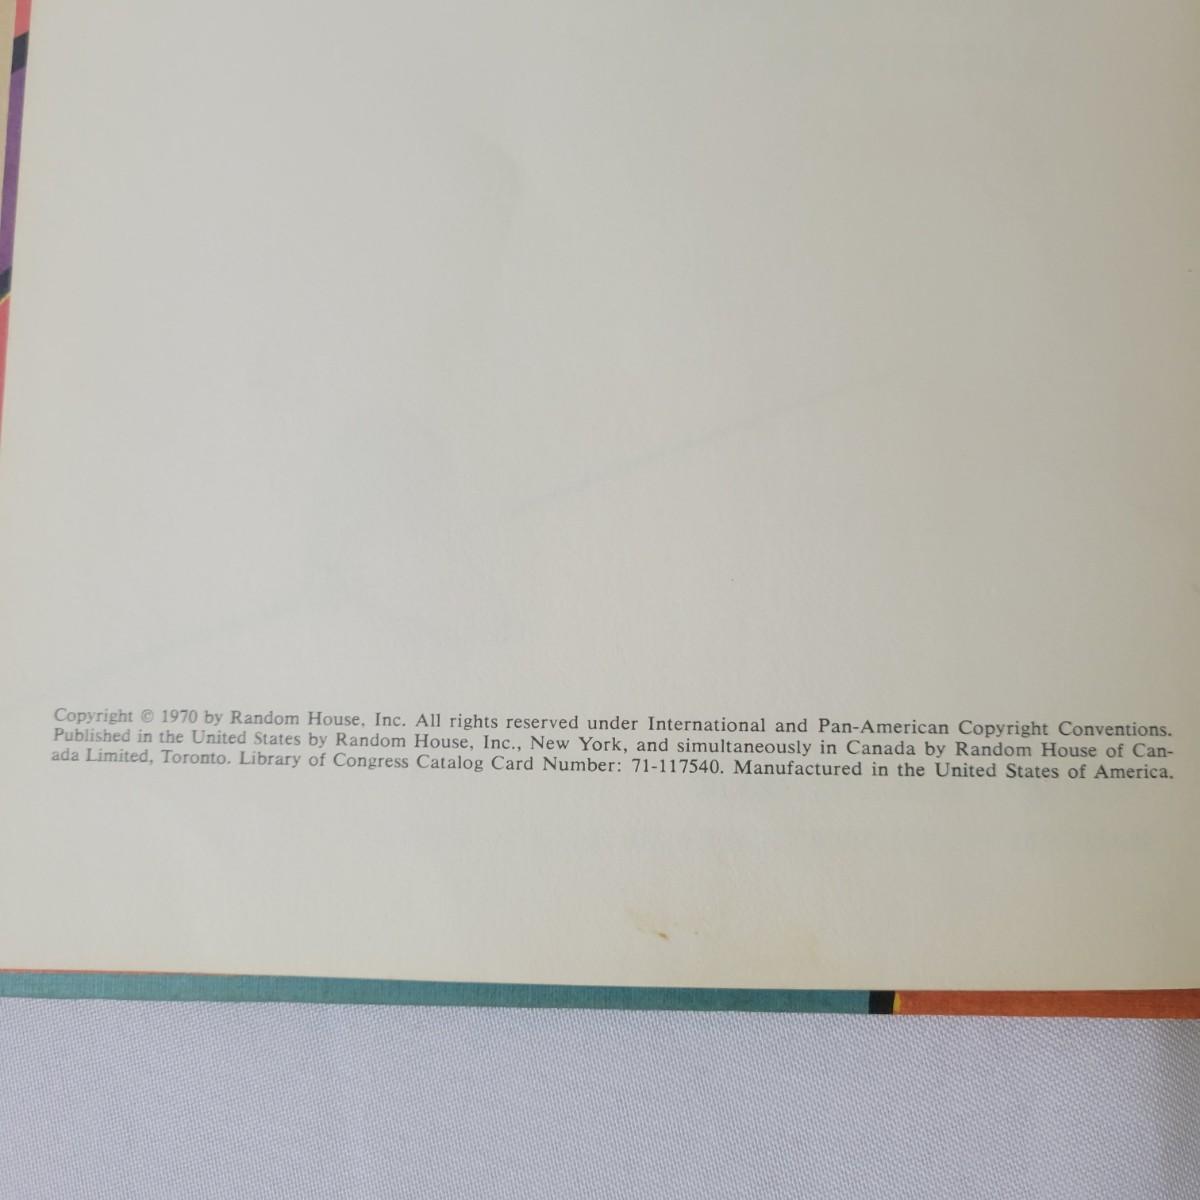 Copyright © 1970 by Random House, Inc. All rights reserved under International and Pan-American Copyright Conventions.
Published in the United States by Random House, Inc., New York, and simultaneously in Canada by Random House of Can-
ada Limited, Toronto. Library of Congress Catalog Card Number: 71-117540. Manufactured in the United States of America.